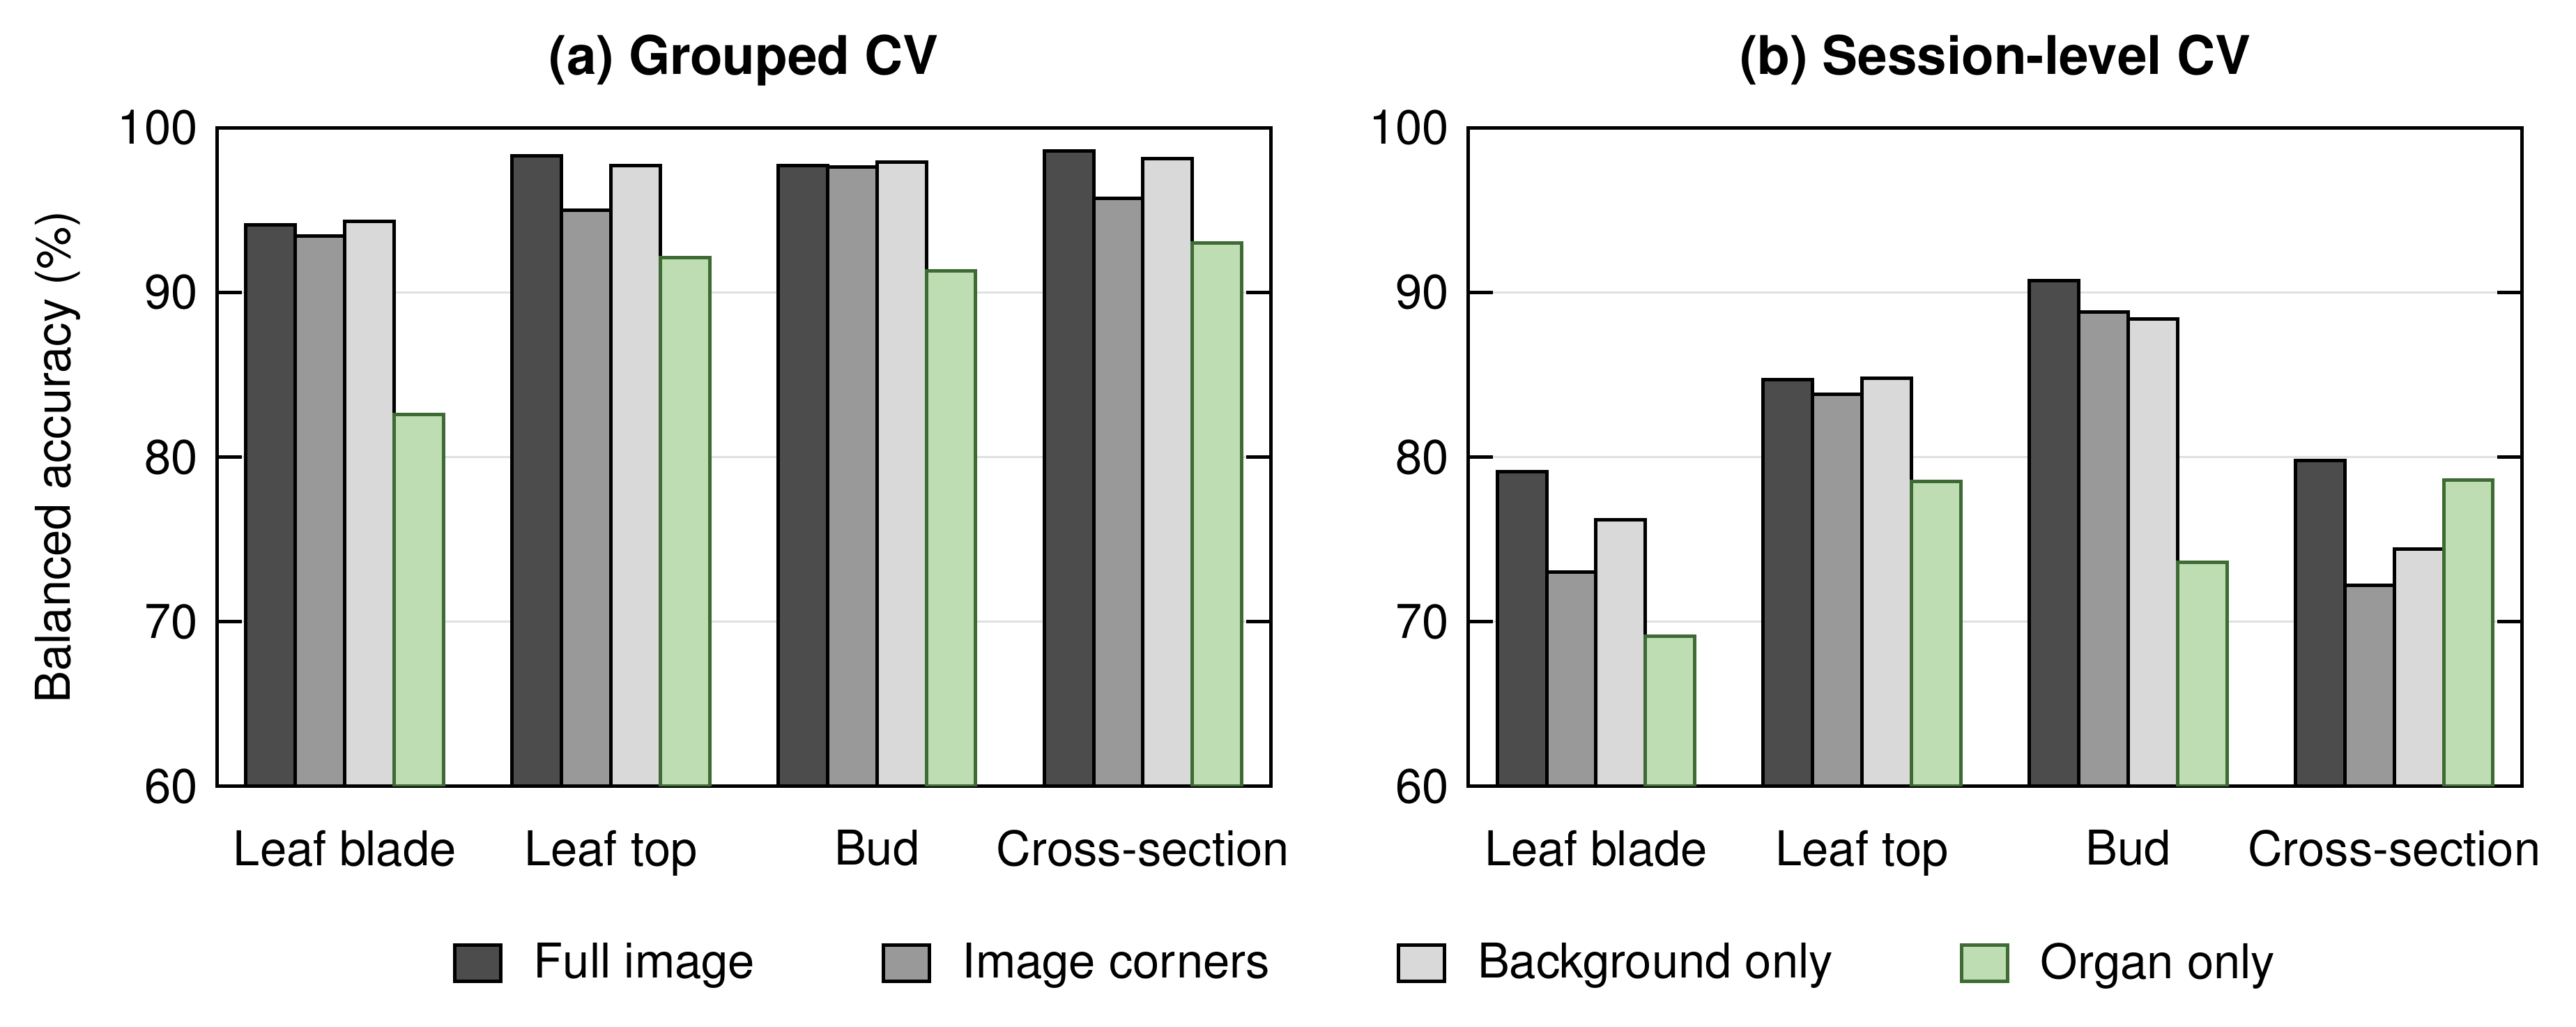 (a) Grouped CV
Balanced accuracy (%)
100
90
80
70
60
Leaf blade Leaf top Bud Cross-section
(b) Session-level CV
100
90
80
70
60
Leaf blade Leaf top Bud Cross-section
Full image Image corners Background only Organ only